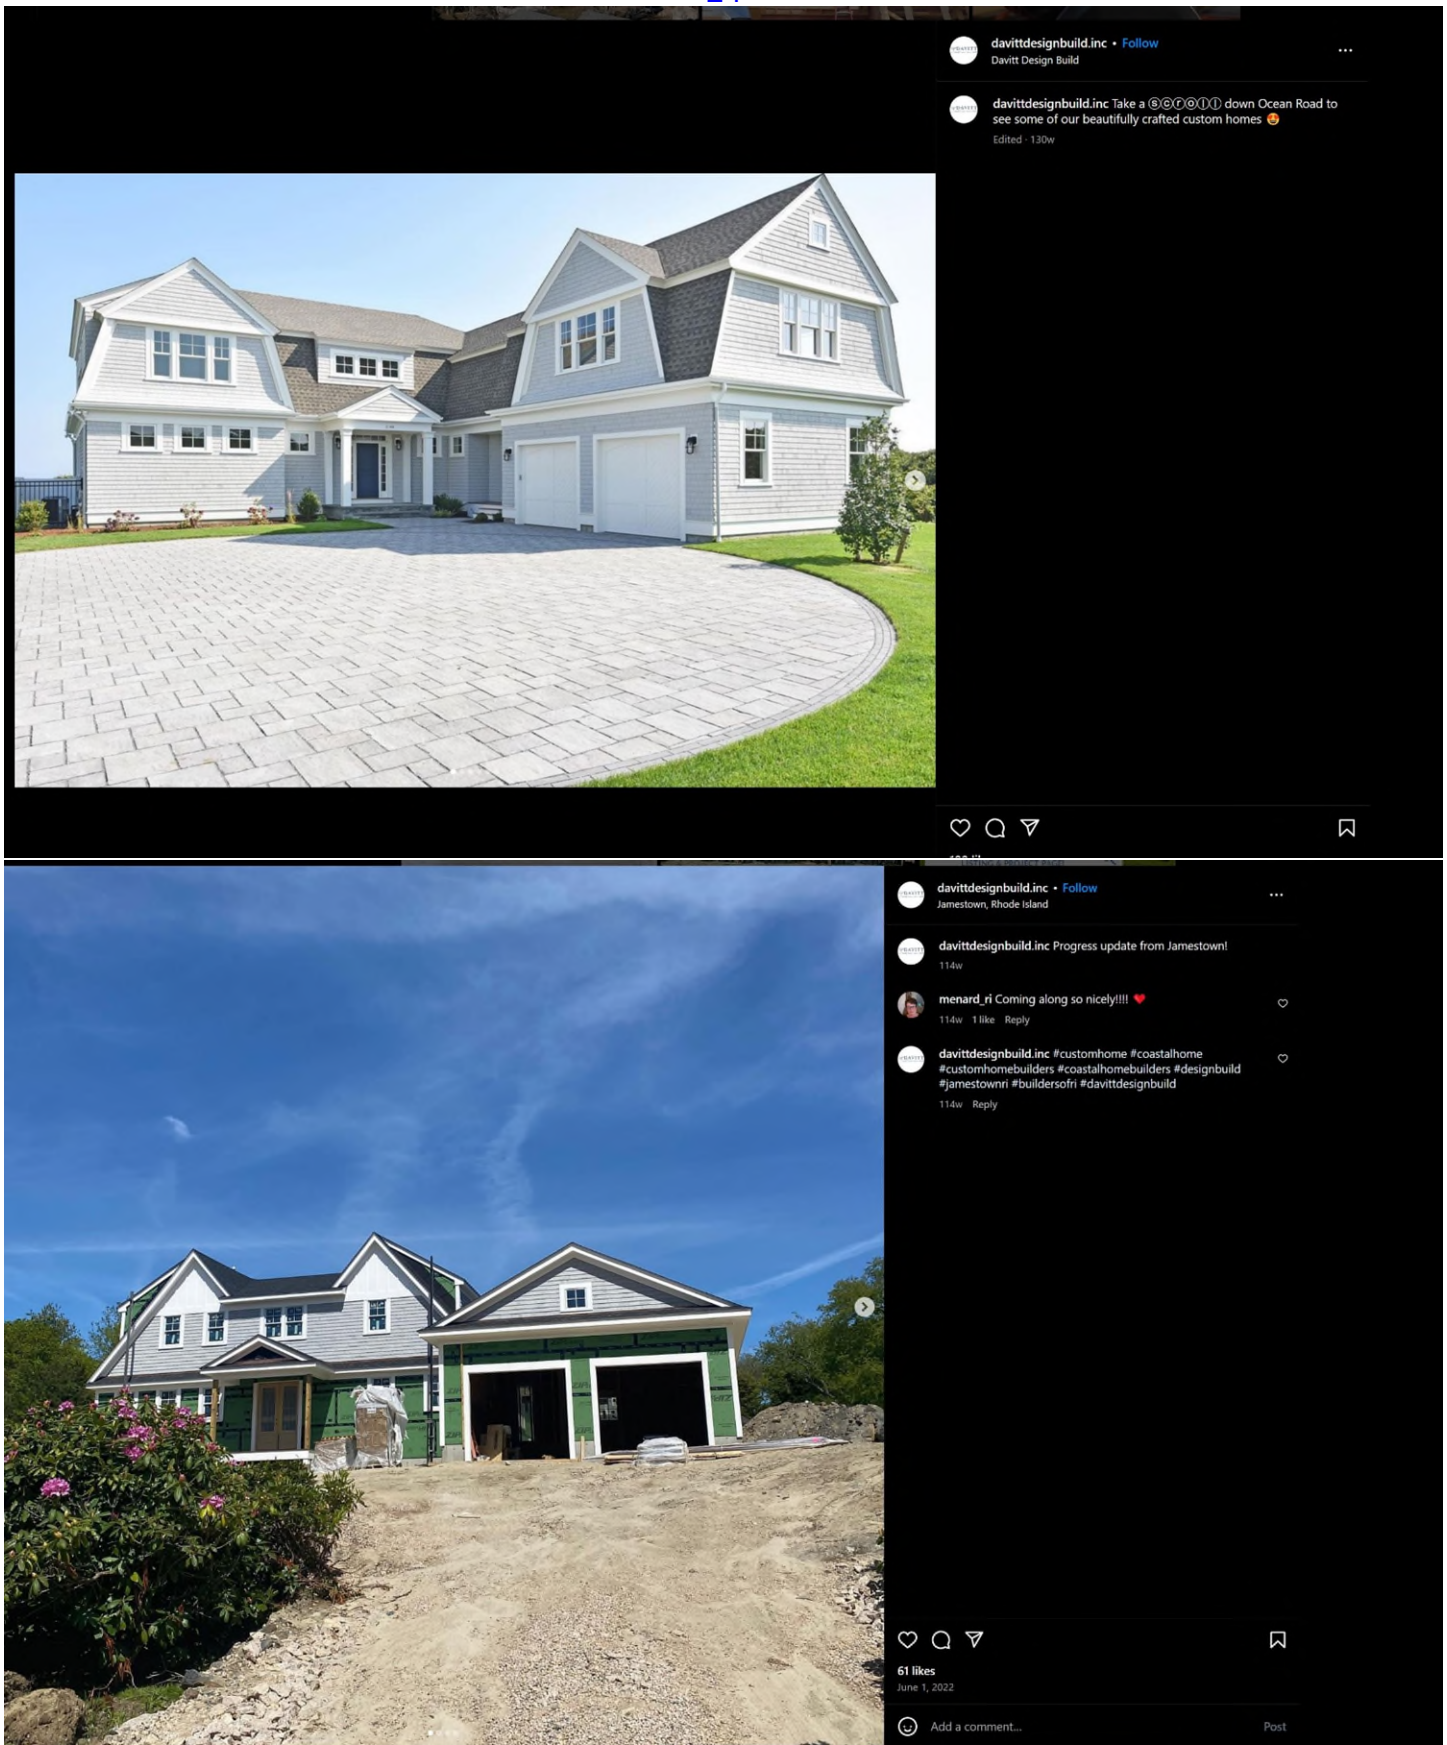 davittdesignbuild.inc • Follow
Davitt Design Build
davittdesignbuild.inc Take a ⓢⓒⓡⓞⓛⓛ down Ocean Road to
see some of our beautifully crafted custom homes 😍
Edited · 130w
davittdesignbuild.inc • Follow
Jamestown, Rhode Island
davittdesignbuild.inc Progress update from Jamestown!
114w
menard_ri Coming along so nicely!!!! ❤️
114w 1 like Reply
davittdesignbuild.inc #customhome #coastalhome
#customhomebuilders #coastalhomebuilders #designbuild
#jamestownri #buildersofri #davittdesignbuild
114w Reply
61 likes
June 1, 2022
Add a comment...
Post